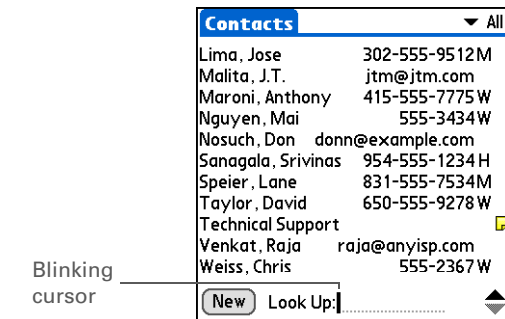 Contacts ▼ All
Lima, Jose 302-555-9512M
Malita, J.T. jtm@jtm.com
Maroni, Anthony 415-555-7775W
Nguyen, Mai 555-3434W
Nosuch, Don donn@example.com
Sanagala, Srivinas 954-555-1234H
Speier, Lane 831-555-7534M
Taylor, David 650-555-9278W
Technical Support
Venkat, Raja raja@anyisp.com
Weiss, Chris 555-2367W
Blinking
cursor
New Look Up: